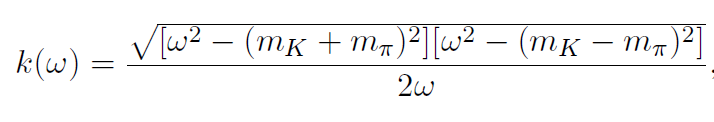 k(ω) = √[ω² − (m_K + m_π)²][ω² − (m_K − m_π)²] / 2ω,